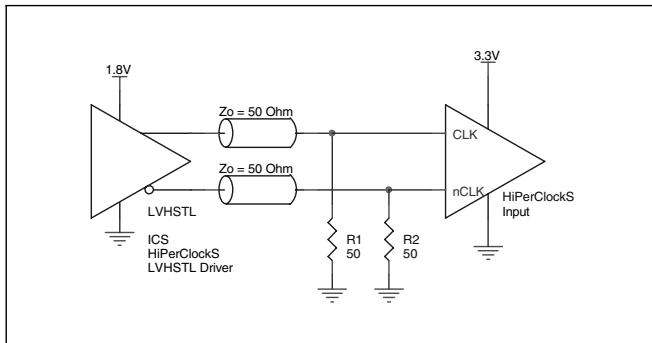 1.8V
3.3V
Zo = 50 Ohm
CLK
Zo = 50 Ohm
nCLK
HiPerClockS
Input
LVHSTL
ICS
HiPerClockS
LVHSTL Driver
R1
50
R2
50